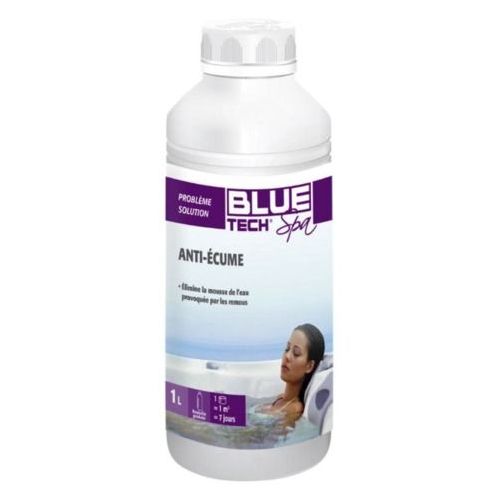 PROBLÈME
SOLUTION
BLUE
TECH®
Spa
ANTI-ÉCUME
• Élimine la mousse de l'eau
provoquée par les remous
1 L
1
= 1 m³
= 7 jours